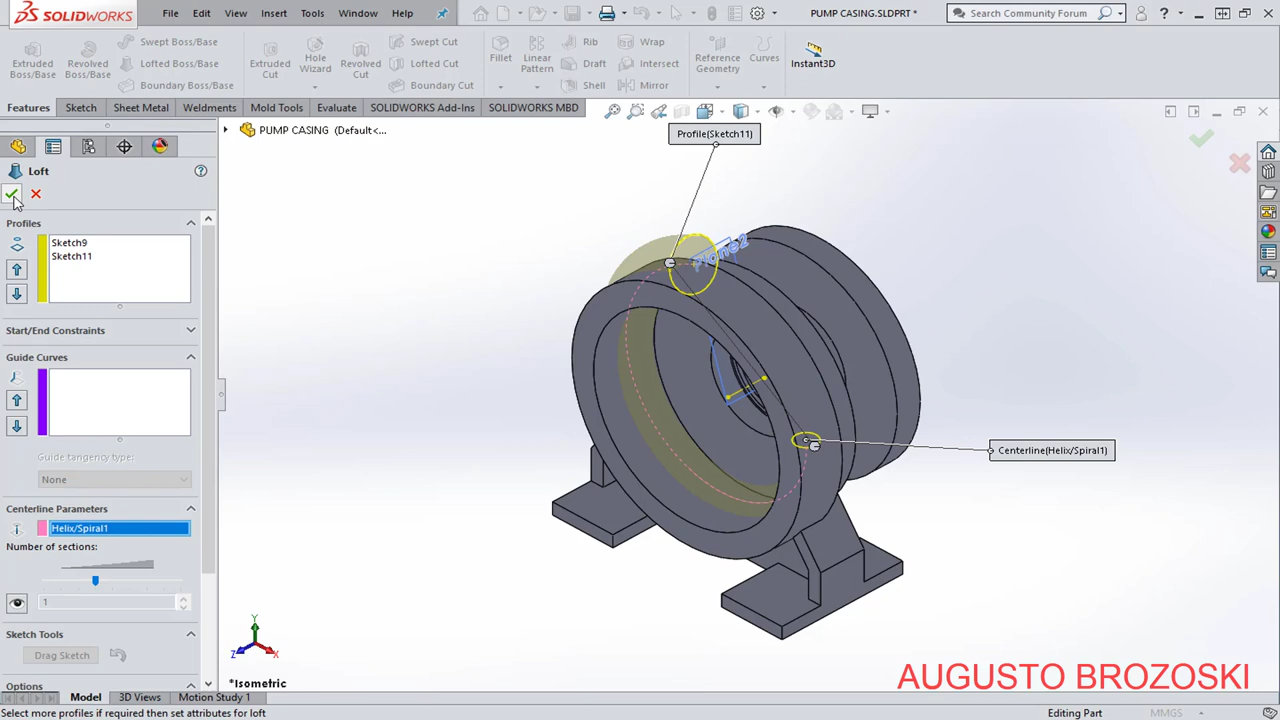 SOLIDWORKS File Edit View Insert Tools Window Help PUMP CASING.SLDPRT * Search Community Forum
Extruded Boss/Base Revolved Boss/Base Swept Boss/Base Lofted Boss/Base Boundary Boss/Base Extruded Cut Hole Wizard Revolved Cut Swept Cut Lofted Cut Boundary Cut Fillet Linear Pattern Rib Draft Shell Wrap Intersect Mirror Reference Geometry Curves Instant3D
Features Sketch Sheet Metal Weldments Mold Tools Evaluate SOLIDWORKS Add-Ins SOLIDWORKS MBD
PUMP CASING (Default<...
Profile(Sketch11)
Loft
Profiles
Sketch9
Sketch11
Plane2
Start/End Constraints
Guide Curves
Guide tangency type:
None
Centerline(Helix/Spiral1)
Centerline Parameters
Helix/Spiral1
Number of sections:
1
Sketch Tools
Drag Sketch
Options
Y
Z X
*Isometric
AUGUSTO BROZOSKI
Model 3D Views Motion Study 1
Select more profiles if required then set attributes for loft Editing Part MMGS